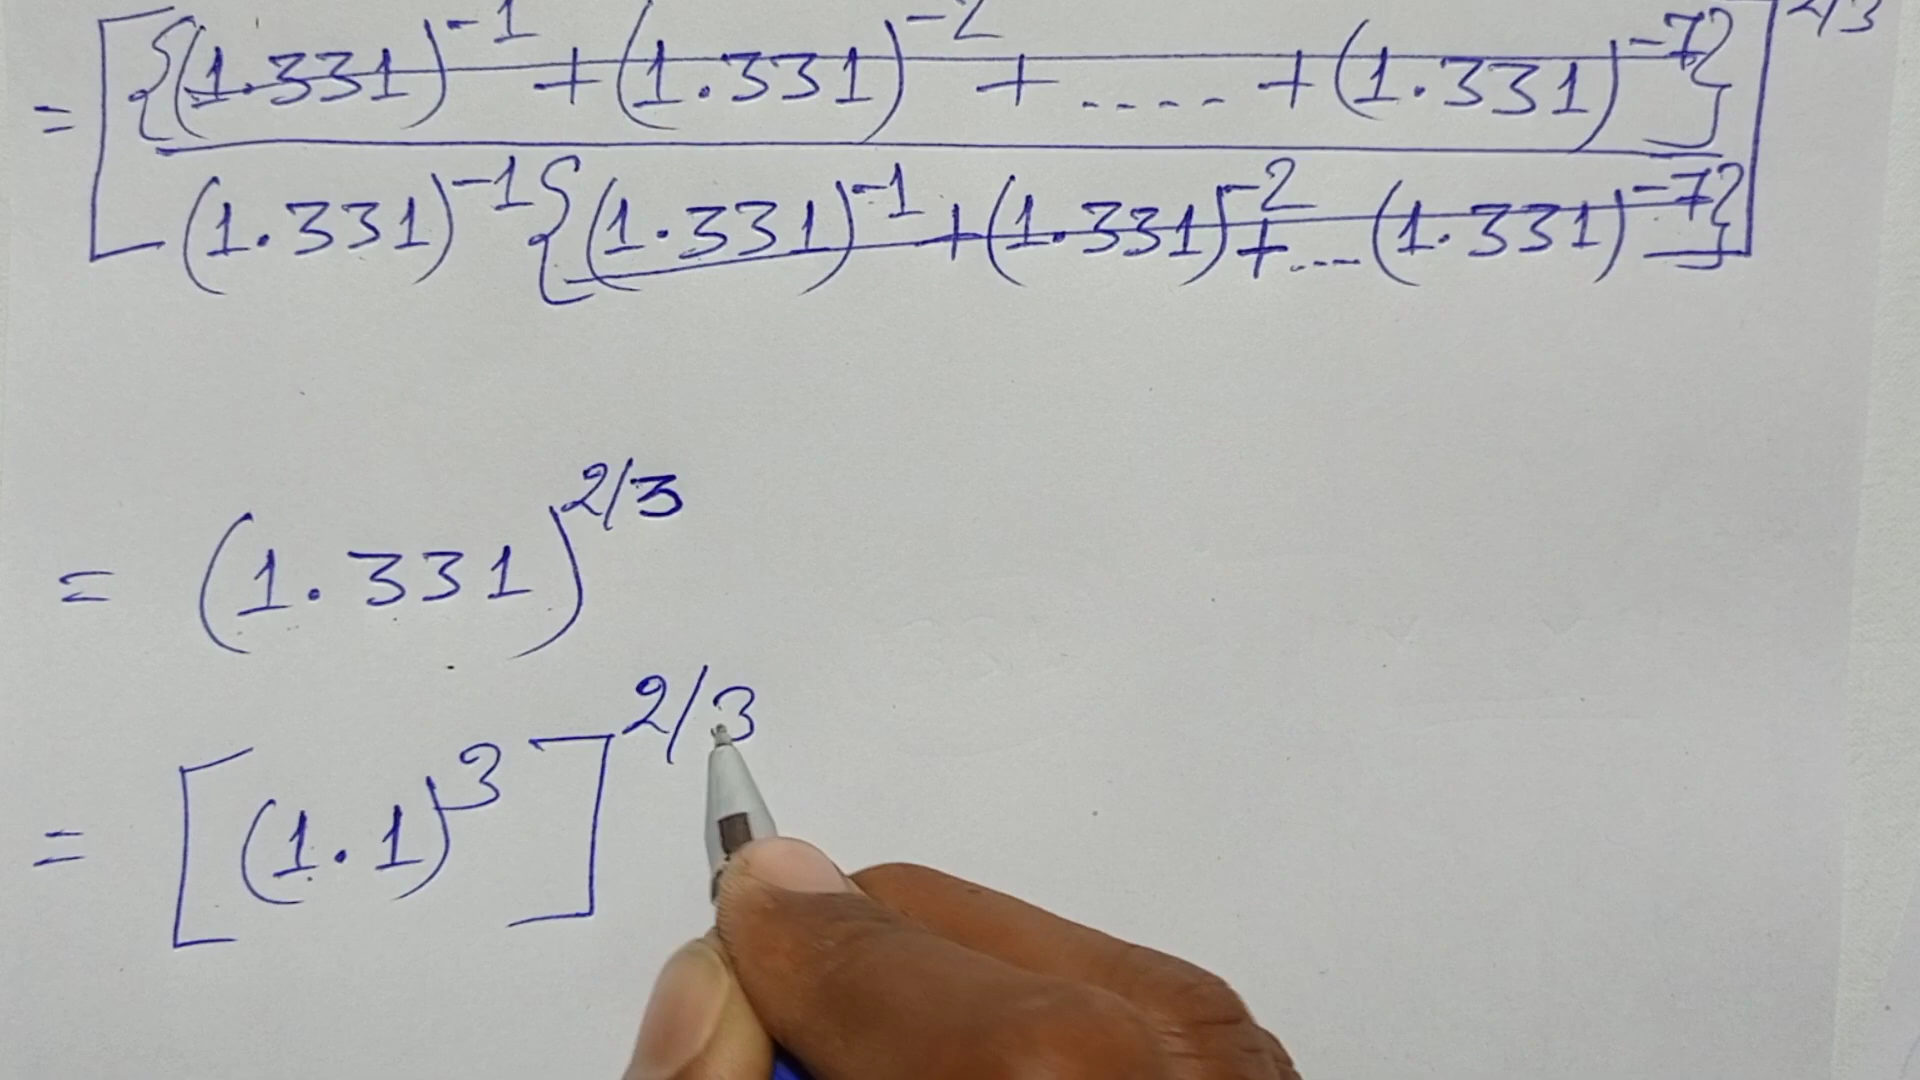 = [{(1.331)^-1 + (1.331)^-2 + .... + (1.331)^-7}
(1.331)^-1 {(1.331)^-1 + (1.331)^-2 + ... (1.331)^-7}]^2/3
= (1.331)^2/3
= [(1.1)^3]^2/3